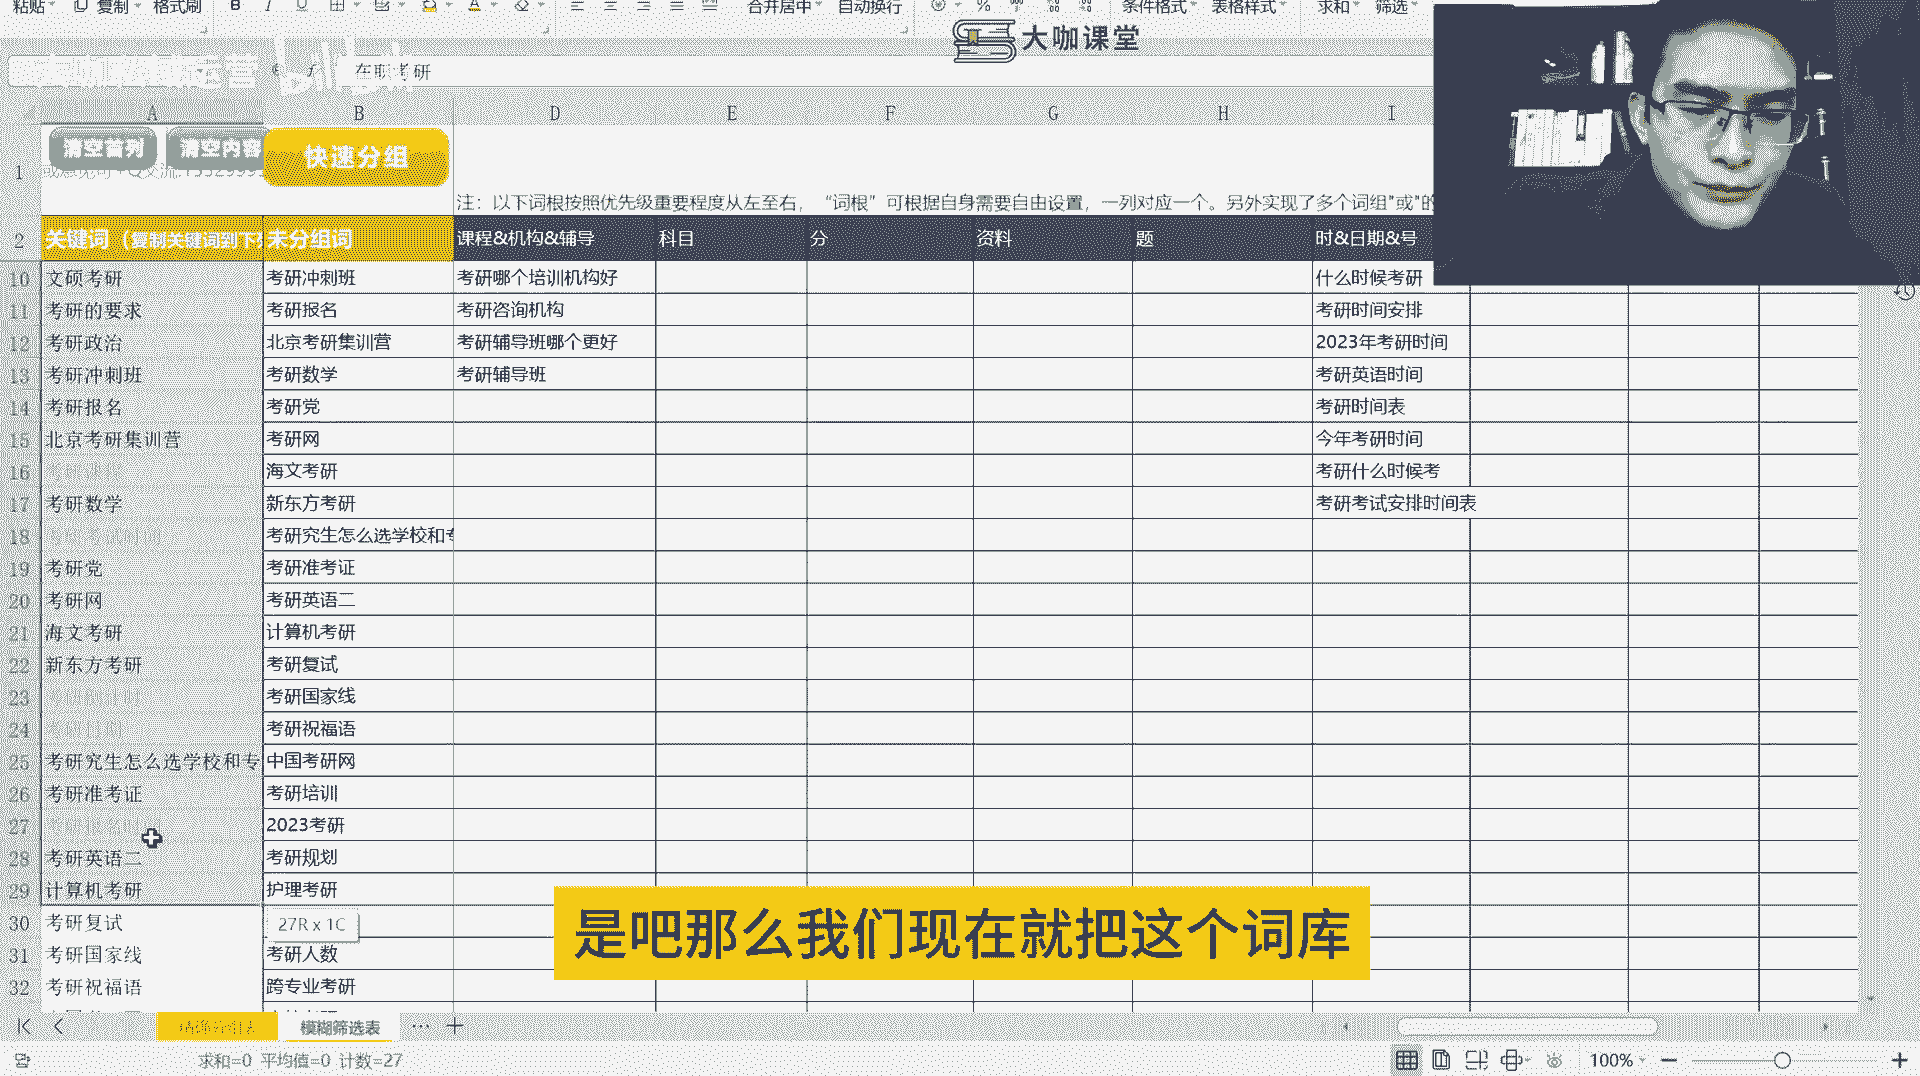 粘贴 复制 格式刷 B I U 合并居中 自动换行 % 条件格式 表格样式 求和 筛选
大咖课堂
在职考研
A B D E F G H I
清空首列 清空内容 快速分组
1
注：以下词根按照优先级重要程度从左至右，“词根”可根据自身需要自由设置，一列对应一个。另外实现了多个词组"或"的
2 关键词（复制关键词到下列 未分组词 课程&机构&辅导 科目 分 资料 题 时&日期&号
10 文硕考研 考研冲刺班 考研哪个培训机构好 什么时候考研
11 考研的要求 考研报名 考研咨询机构 考研时间安排
12 考研政治 北京考研集训营 考研辅导班哪个更好 2023年考研时间
13 考研冲刺班 考研数学 考研辅导班 考研英语时间
14 考研报名 考研党 考研时间表
15 北京考研集训营 考研网 今年考研时间
16 考研课程 海文考研 考研什么时候考
17 考研数学 新东方考研 考研考试安排时间表
18 考研考试时间 考研究生怎么选学校和专
19 考研党 考研准考证
20 考研网 考研英语二
21 海文考研 计算机考研
22 新东方考研 考研复试
23 考研国家线
24 考研祝福语
25 考研究生怎么选学校和专 中国考研网
26 考研准考证 考研培训
27 2023考研
28 考研英语二 考研规划
29 计算机考研 护理考研
30 考研复试 27R x 1C
31 考研国家线 考研人数
32 考研祝福语 跨专业考研
是吧那么我们现在就把这个词库
模糊筛选表 ··· +
求和=0 平均值=0 计数=27 100% — +